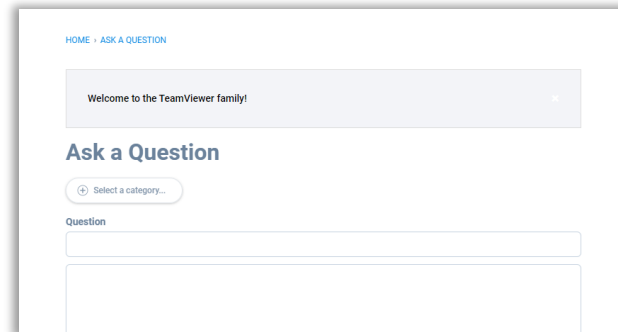 HOME › ASK A QUESTION
Welcome to the TeamViewer family!
Ask a Question
Select a category...
Question